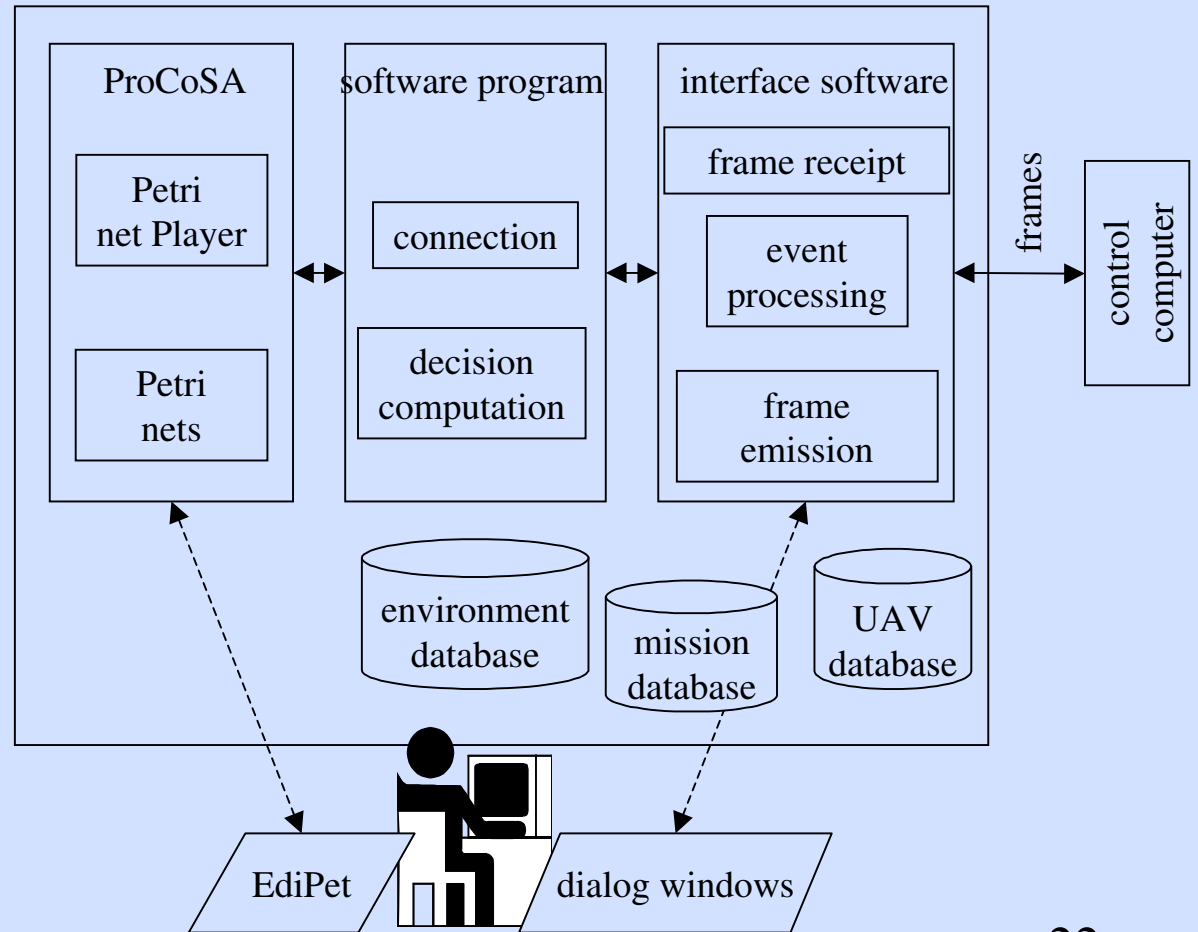 ProCoSA
Petri
net Player
Petri
nets
software program
connection
decision
computation
interface software
frame receipt
event
processing
frame
emission
frames
control
computer
environment
database
mission
database
UAV
database
EdiPet
dialog windows